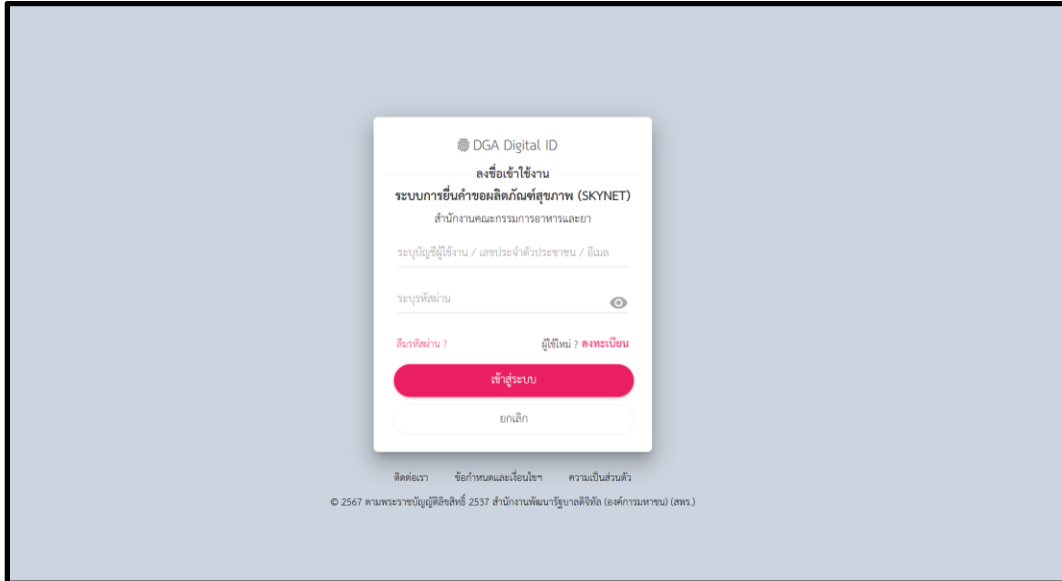 DGA Digital ID
ลงชื่อเข้าใช้งาน
ระบบการยื่นคำขอผลิตภัณฑ์สุขภาพ (SKYNET)
สำนักงานคณะกรรมการอาหารและยา
ระบุบัญชีผู้ใช้งาน / เลขประจำตัวประชาชน / อีเมล
ระบุรหัสผ่าน
ลืมรหัสผ่าน ? ผู้ใช้ใหม่ ? ลงทะเบียน
เข้าสู่ระบบ
ยกเลิก
ติดต่อเรา ข้อกำหนดและเงื่อนไขฯ ความเป็นส่วนตัว
© 2567 ตามพระราชบัญญัติลิขสิทธิ์ 2537 สำนักงานพัฒนารัฐบาลดิจิทัล (องค์การมหาชน) (สพร.)